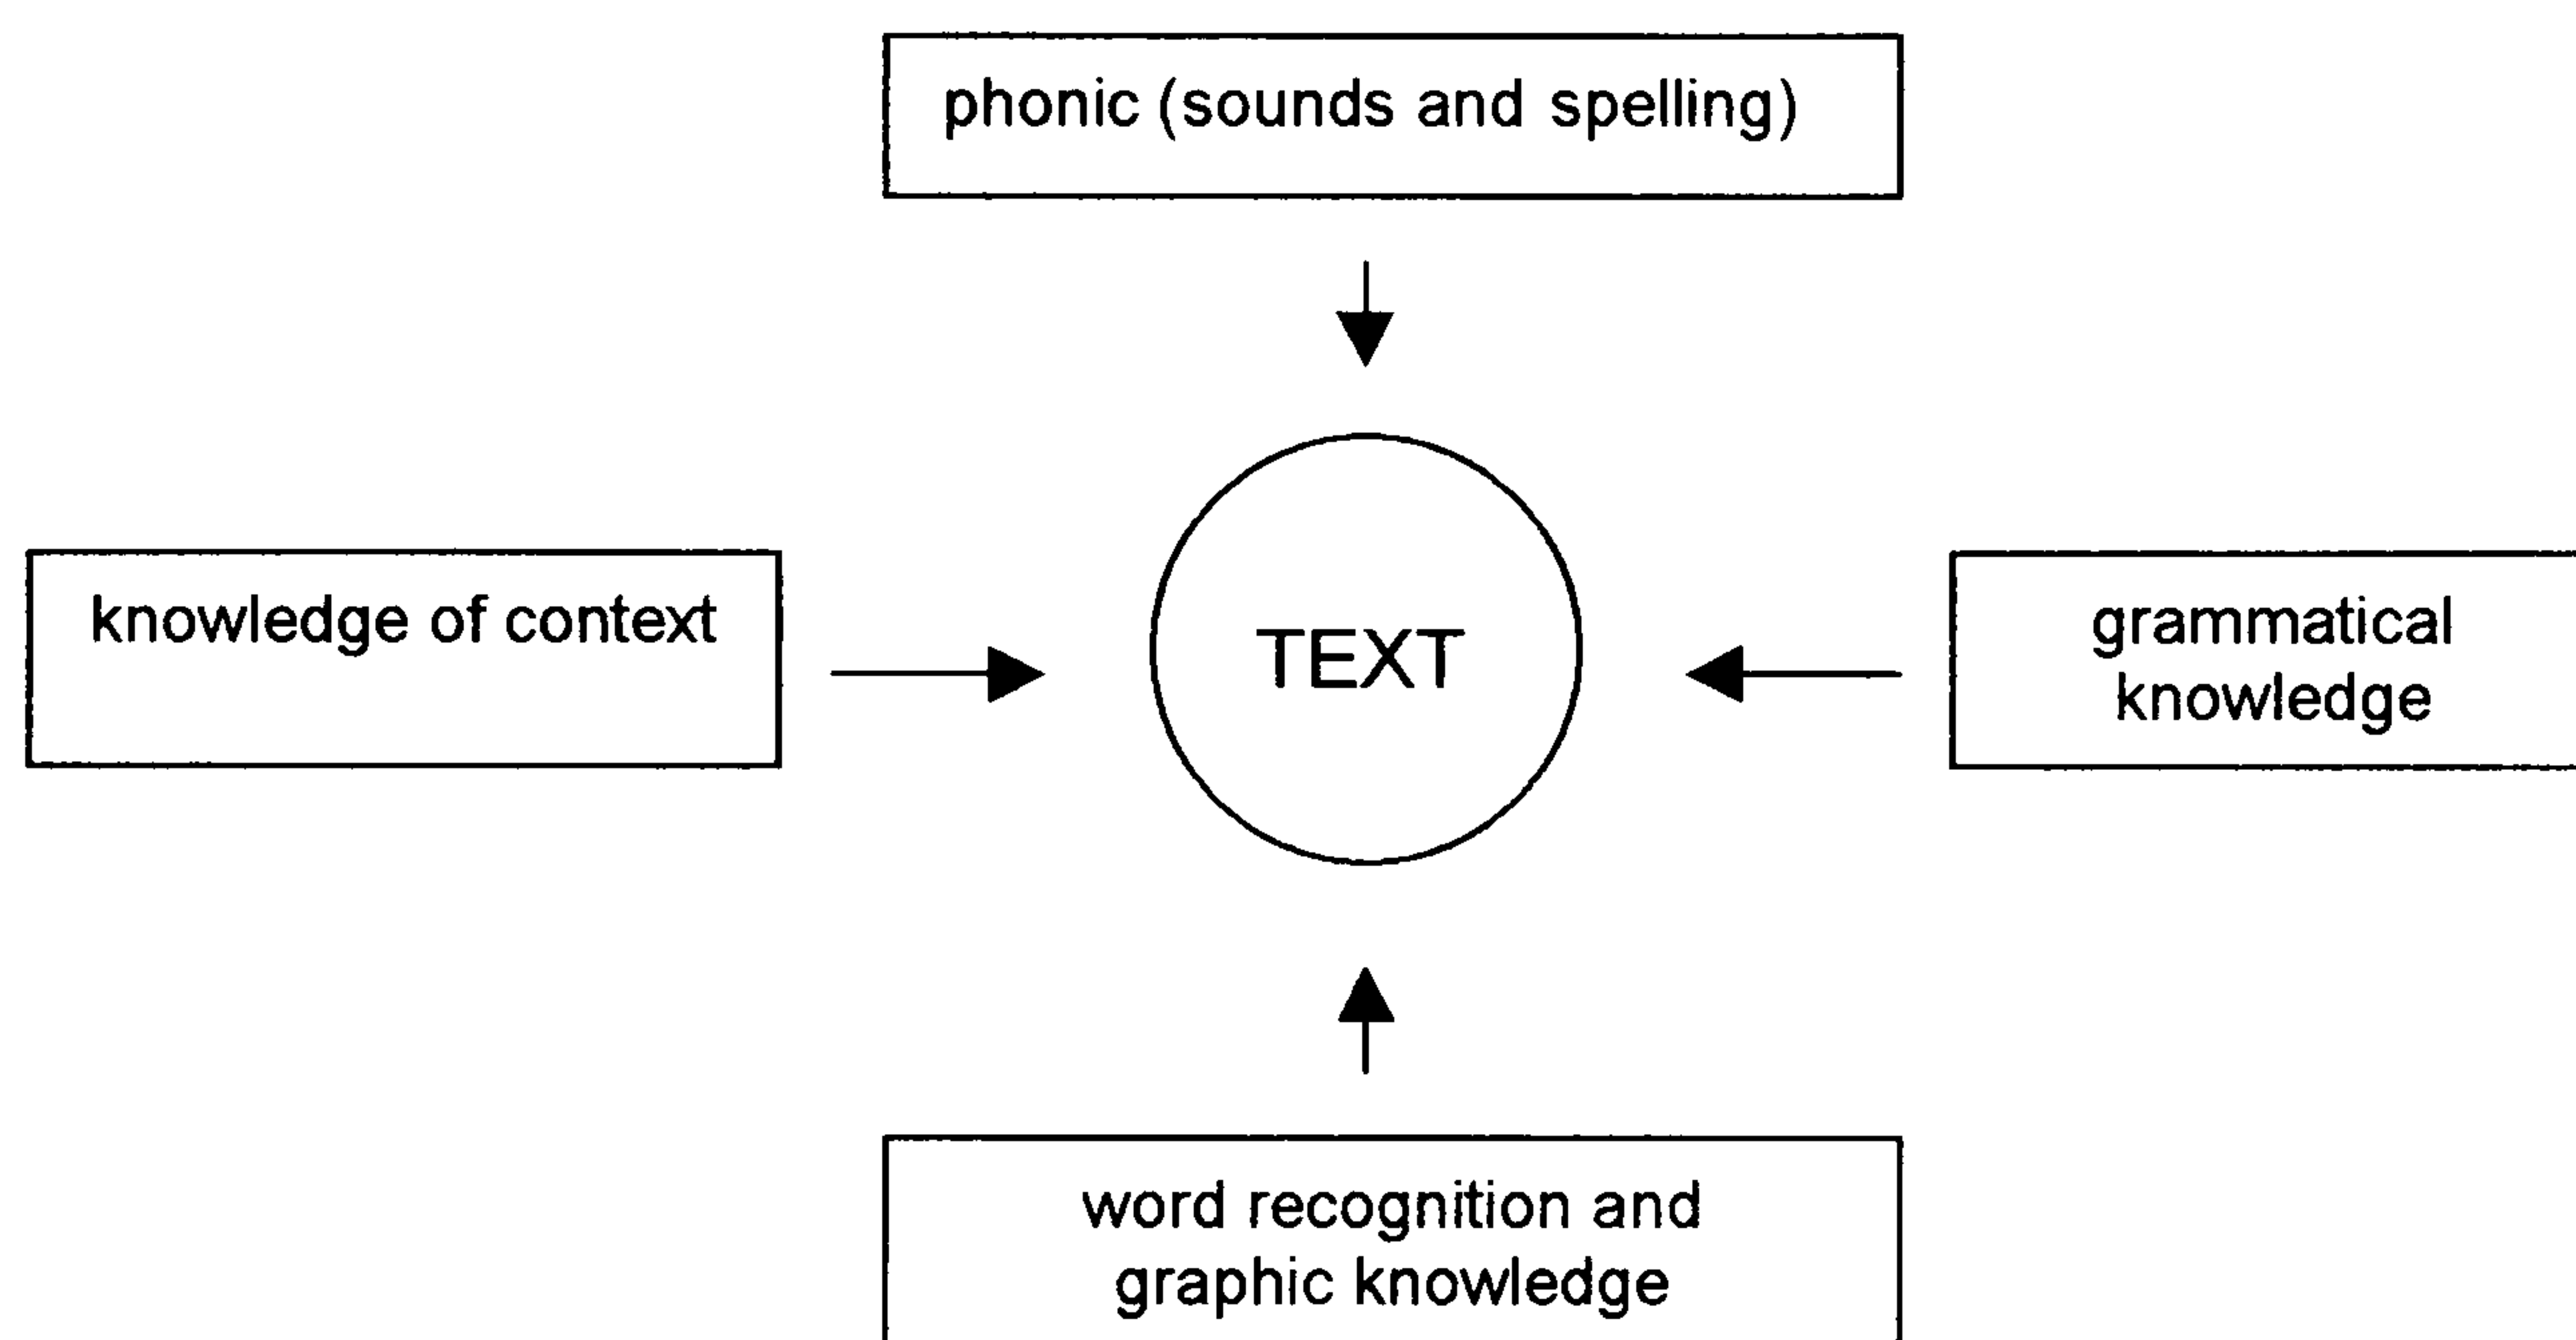 phonic (sounds and spelling)
knowledge of context
TEXT
grammatical
knowledge
word recognition and
graphic knowledge